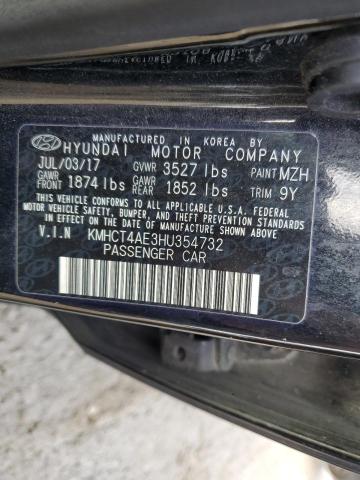 MANUFACTURED IN KOREA BY
HYUNDAI MOTOR COMPANY
JUL/03/17 GVWR 3527 lbs PAINT MZH
GAWR FRONT 1874 lbs GAWR REAR 1852 lbs TRIM 9Y
THIS VEHICLE CONFORMS TO ALL APPLICABLE U.S.A. FEDERAL
MOTOR VEHICLE SAFETY, BUMPER, AND THEFT PREVENTION STANDARDS
IN EFFECT ON THE DATE OF MANUFACTURE SHOWN ABOVE.
V.I.N KMHCT4AE3HU354732
PASSENGER CAR